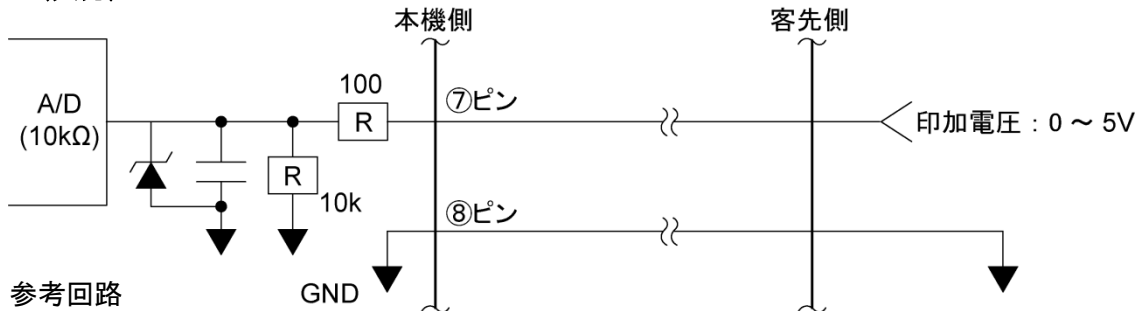 本機側
客先側
A/D
(10kΩ)
100
R
⑦ピン
印加電圧：0 ～ 5V
R
10k
⑧ピン
参考回路
GND